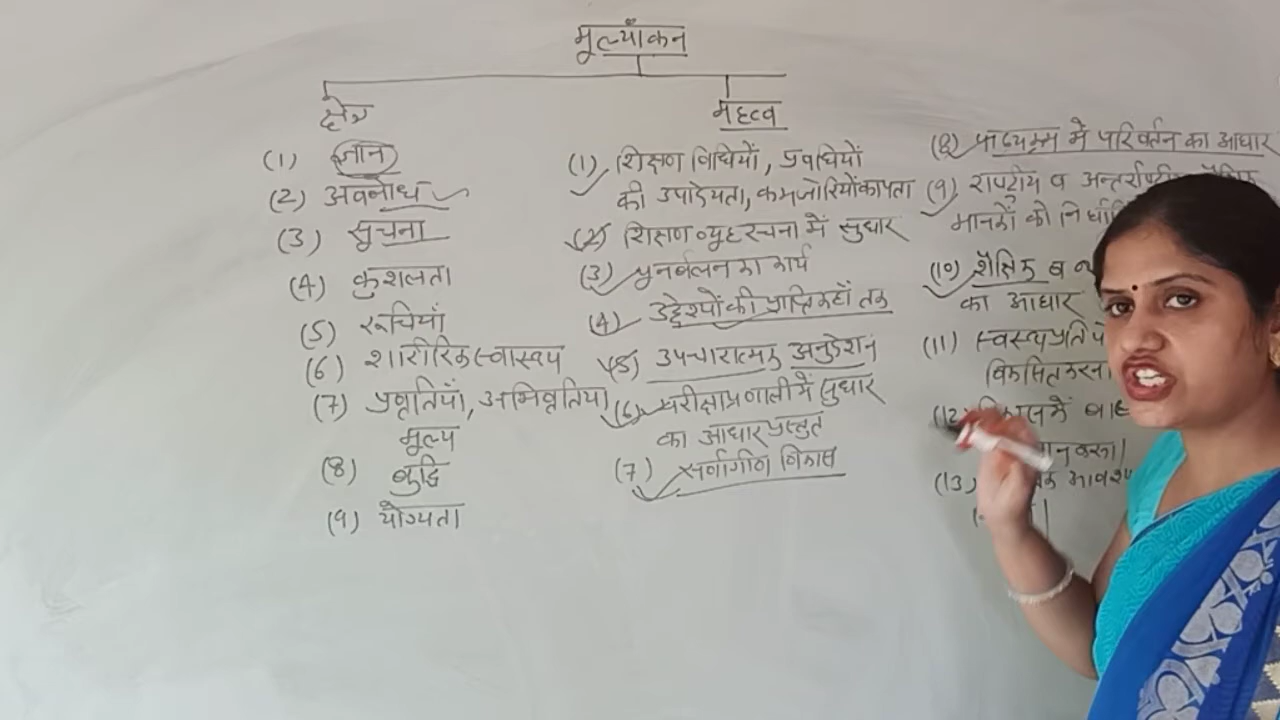 मूल्याँकन
क्षेत्र
(1) ज्ञान
(2) अवबोध
(3) सूचना
(4) कुशलता
(5) रूचियाँ
(6) शारीरिक स्वास्थ्य
(7) प्रवृतियाँ, अभिवृतिया
मूल्य
(8) बुद्धि
(9) योग्यता
महत्व
(1) शिक्षण विधियों, प्रवधियों
की उपादेयता, कमजोरियों का पता
(2) शिक्षण व्यूहरचना में सुधार
(3) पुनर्बलन का कार्य
(4) उद्देश्यों की प्राप्ति कहाँ तक
(5) उपचारात्मक अनुदेशन
(6) परीक्षा प्रणाली में सुधार
का आधार प्रस्तुत
(7) सर्वागीण विकास
(8) पाठ्यक्रम में परिवर्तन का आधार
(9) राष्ट्रीय व अन्तर्राष्ट्रीय
मानकों को
(10) शैक्षिक व
का आधार
(11) स्वस्थ
विकसित करना
(12) में
(13)